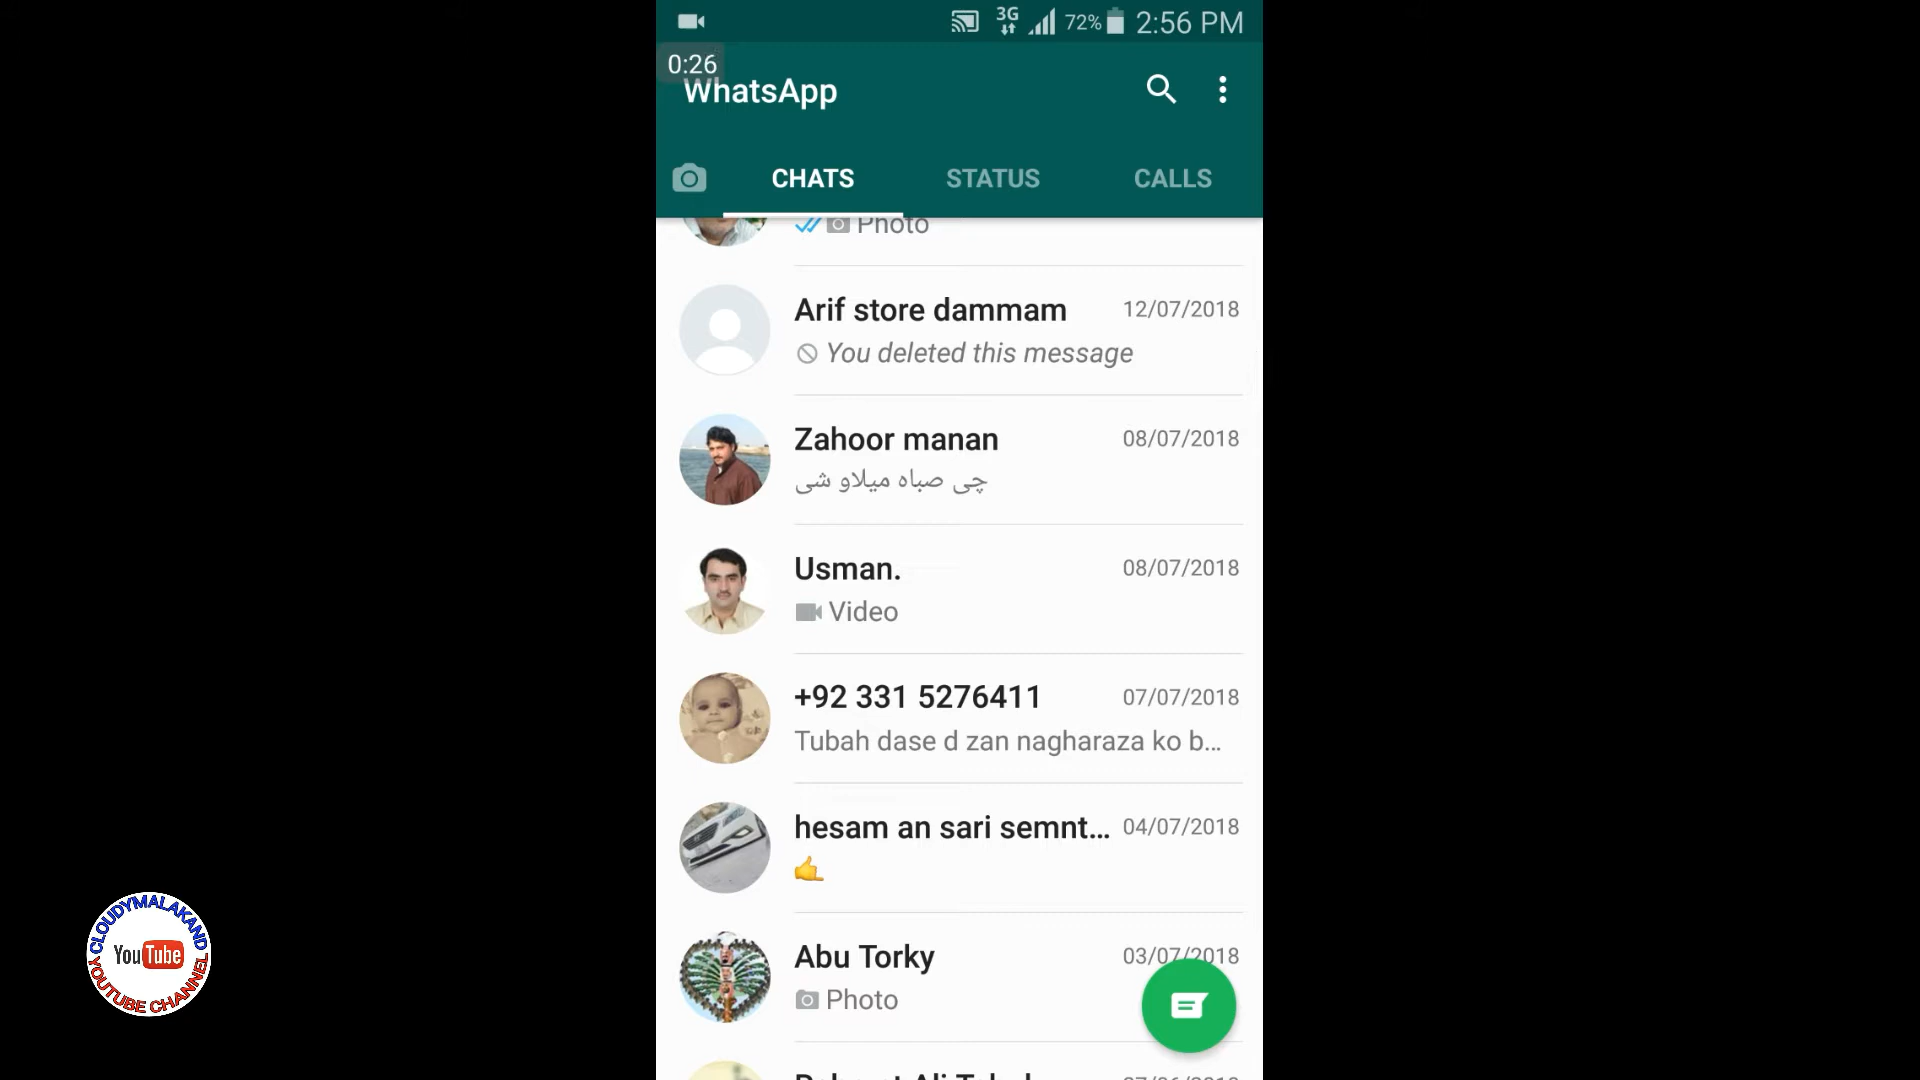 3G 72% 2:56 PM
0:26
WhatsApp
CHATS STATUS CALLS
Photo
Arif store dammam 12/07/2018
You deleted this message
Zahoor manan 08/07/2018
چی صباہ میلاو شی
Usman. 08/07/2018
Video
+92 331 5276411 07/07/2018
Tubah dase d zan nagharaza ko b...
hesam an sari semnt... 04/07/2018
Abu Torky 03/07/2018
Photo
CLOUDYMALAKAND
YouTube
YOUTUBE CHANNEL